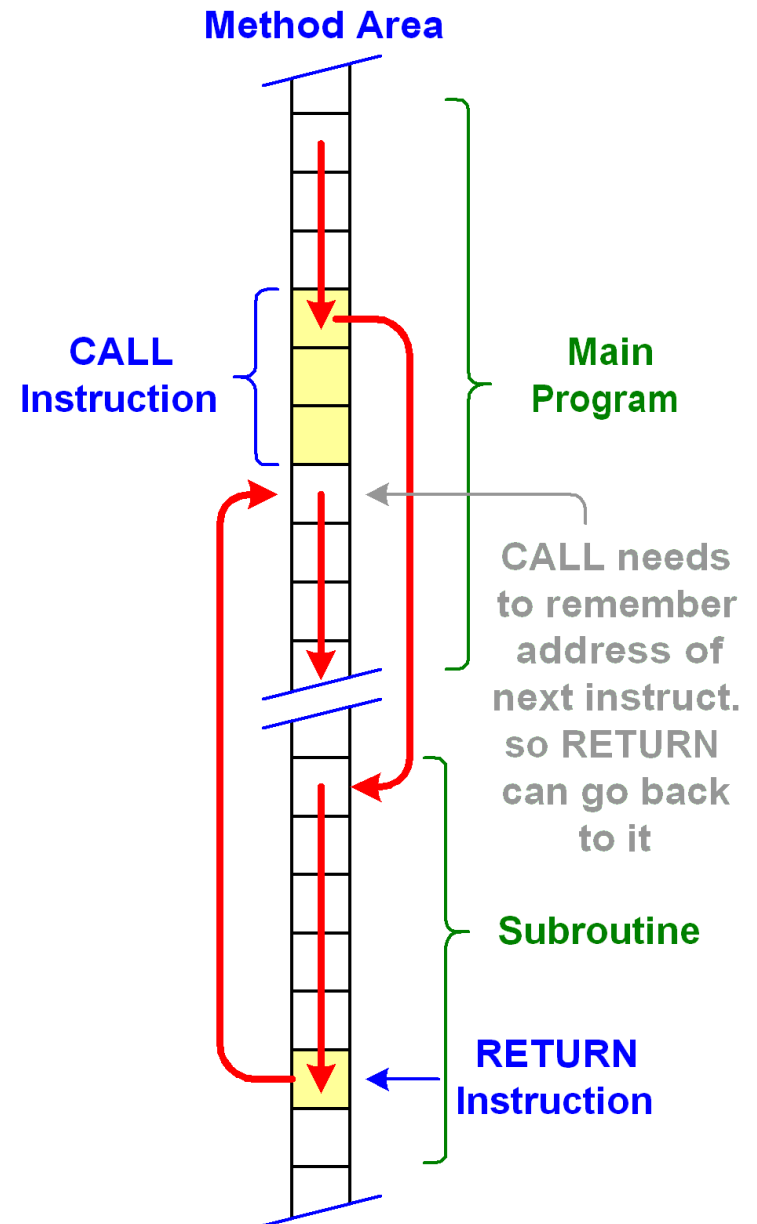 Method Area
CALL
Instruction
Main
Program
CALL needs
to remember
address of
next instruct.
so RETURN
can go back
to it
Subroutine
RETURN
Instruction